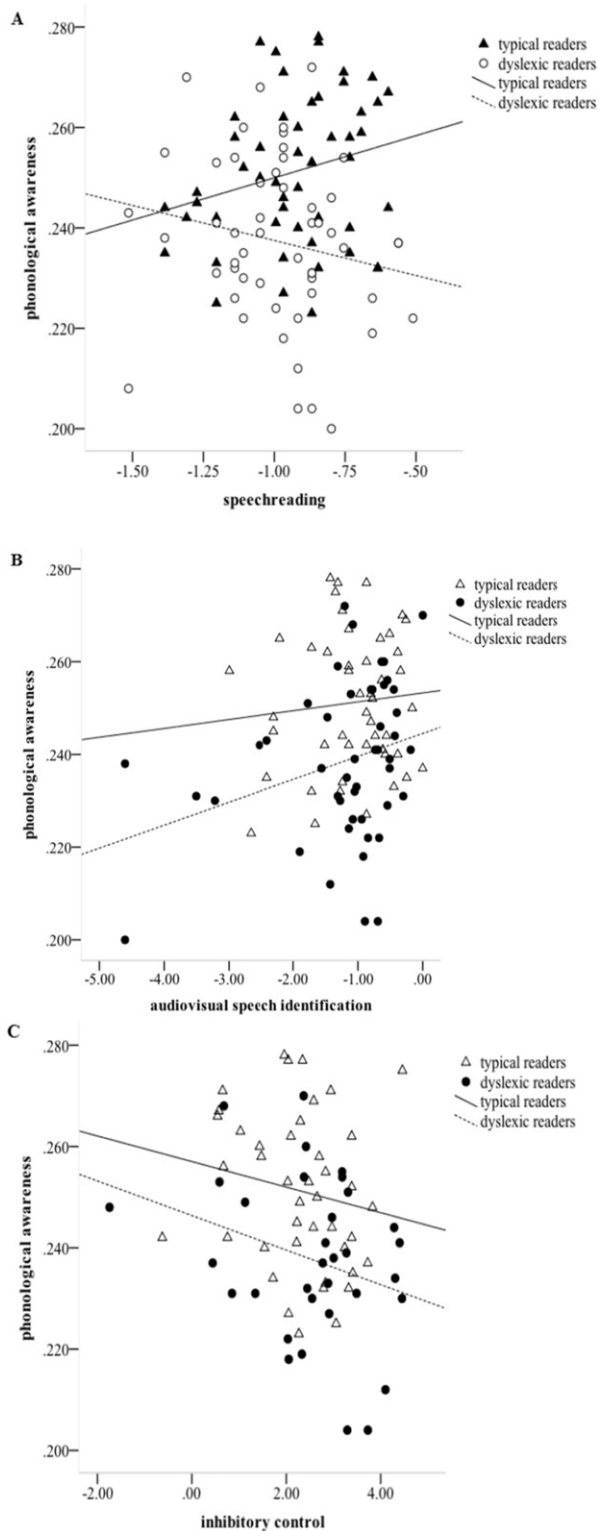 A
.280
.260
.240
.220
.200
phonological awareness
-1.50 -1.25 -1.00 -.75 -.50
speechreading
typical readers
dyslexic readers
typical readers
dyslexic readers
B
.280
.260
.240
.220
.200
phonological awareness
-5.00 -4.00 -3.00 -2.00 -1.00 .00
audiovisual speech identification
typical readers
dyslexic readers
typical readers
dyslexic readers
C
.280
.260
.240
.220
.200
phonological awareness
-2.00 .00 2.00 4.00
inhibitory control
typical readers
dyslexic readers
typical readers
dyslexic readers